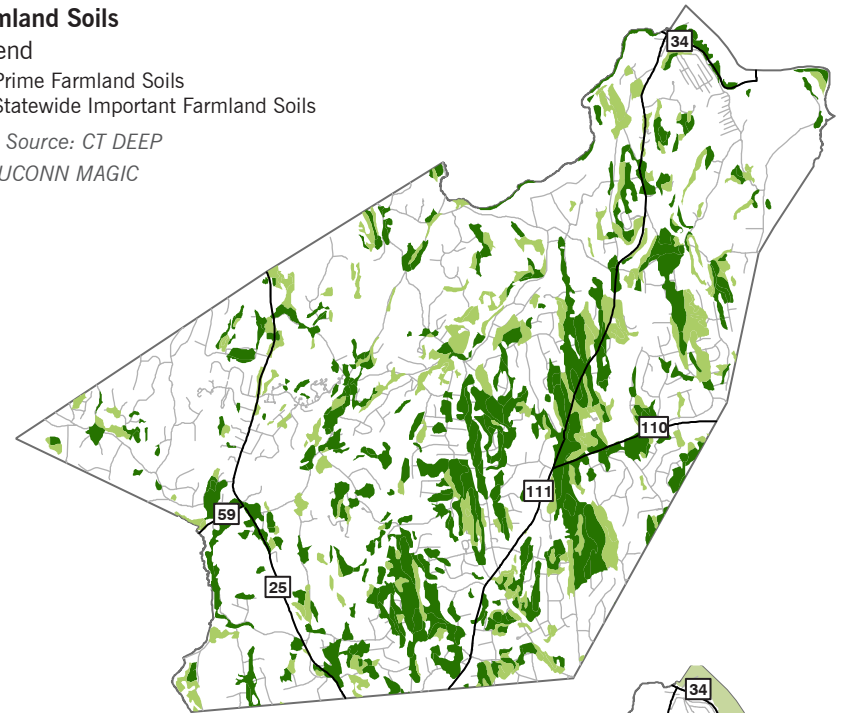 mland Soils
end
Prime Farmland Soils
Statewide Important Farmland Soils
Source: CT DEEP
UCONN MAGIC
34
110
111
59
25
34